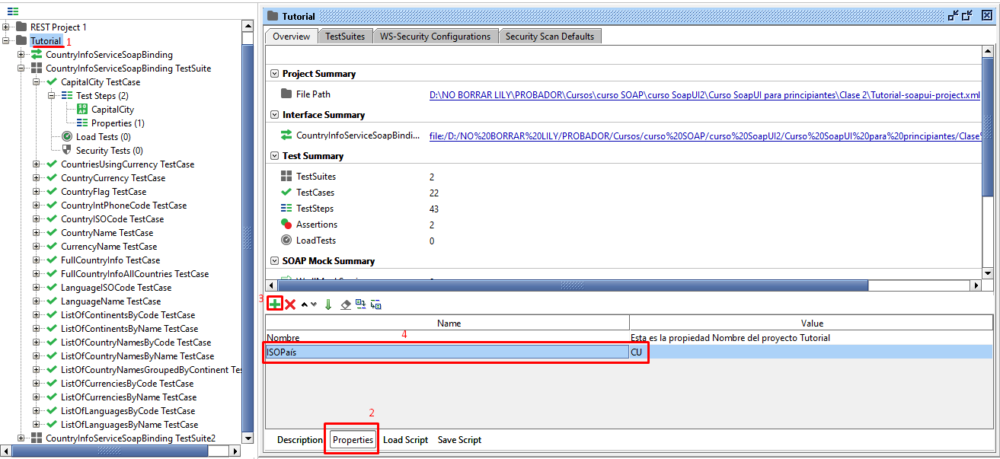 REST Project 1
Tutorial 1
CountryInfoServiceSoapBinding
CountryInfoServiceSoapBinding TestSuite
CapitalCity TestCase
Test Steps (2)
CapitalCity
Properties (1)
Load Tests (0)
Security Tests (0)
CountriesUsingCurrency TestCase
CountryCurrency TestCase
CountryFlag TestCase
CountryIntPhoneCode TestCase
CountryISOCode TestCase
CountryName TestCase
CurrencyName TestCase
FullCountryInfo TestCase
FullCountryInfoAllCountries TestCase
LanguageISOCode TestCase
LanguageName TestCase
ListOfContinentsByCode TestCase
ListOfContinentsByName TestCase
ListOfCountryNamesByCode TestCase
ListOfCountryNamesByName TestCase
ListOfCountryNamesGroupedByContinent Tes
ListOfCurrenciesByCode TestCase
ListOfCurrenciesByName TestCase
ListOfLanguagesByCode TestCase
ListOfLanguagesByName TestCase
CountryInfoServiceSoapBinding TestSuite2
Tutorial
Overview TestSuites WS-Security Configurations Security Scan Defaults
Project Summary
File Path D:\NO BORRAR LILY\PROBADOR\Cursos\curso SOAP\curso SoapUI2\Curso SoapUI para principiantes\Clase 2\Tutorial-soapui-project.xml
Interface Summary
CountryInfoServiceSoapBindi... file:/D:/NO%20BORRAR%20LILY/PROBADOR/Cursos/curso%20SOAP/curso%20SoapUI2/Curso%20SoapUI%20para%20principiantes/Clase%
Test Summary
TestSuites 2
TestCases 22
TestSteps 43
Assertions 2
LoadTests 0
SOAP Mock Summary
3
Name Value
Nombre Esta es la propiedad Nombre del proyecto Tutorial
4
ISOPaís CU
2
Description Properties Load Script Save Script